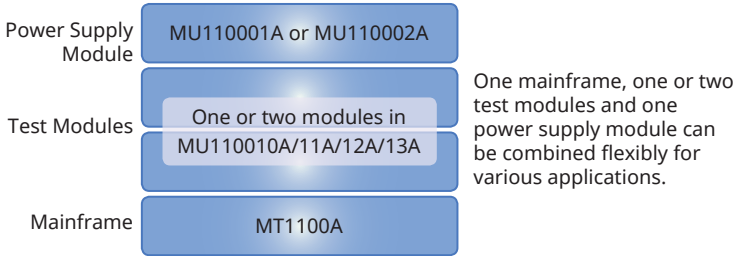 Power Supply
Module
MU110001A or MU110002A
Test Modules
One or two modules in
MU110010A/11A/12A/13A
Mainframe
MT1100A
One mainframe, one or two
test modules and one
power supply module can
be combined flexibly for
various applications.